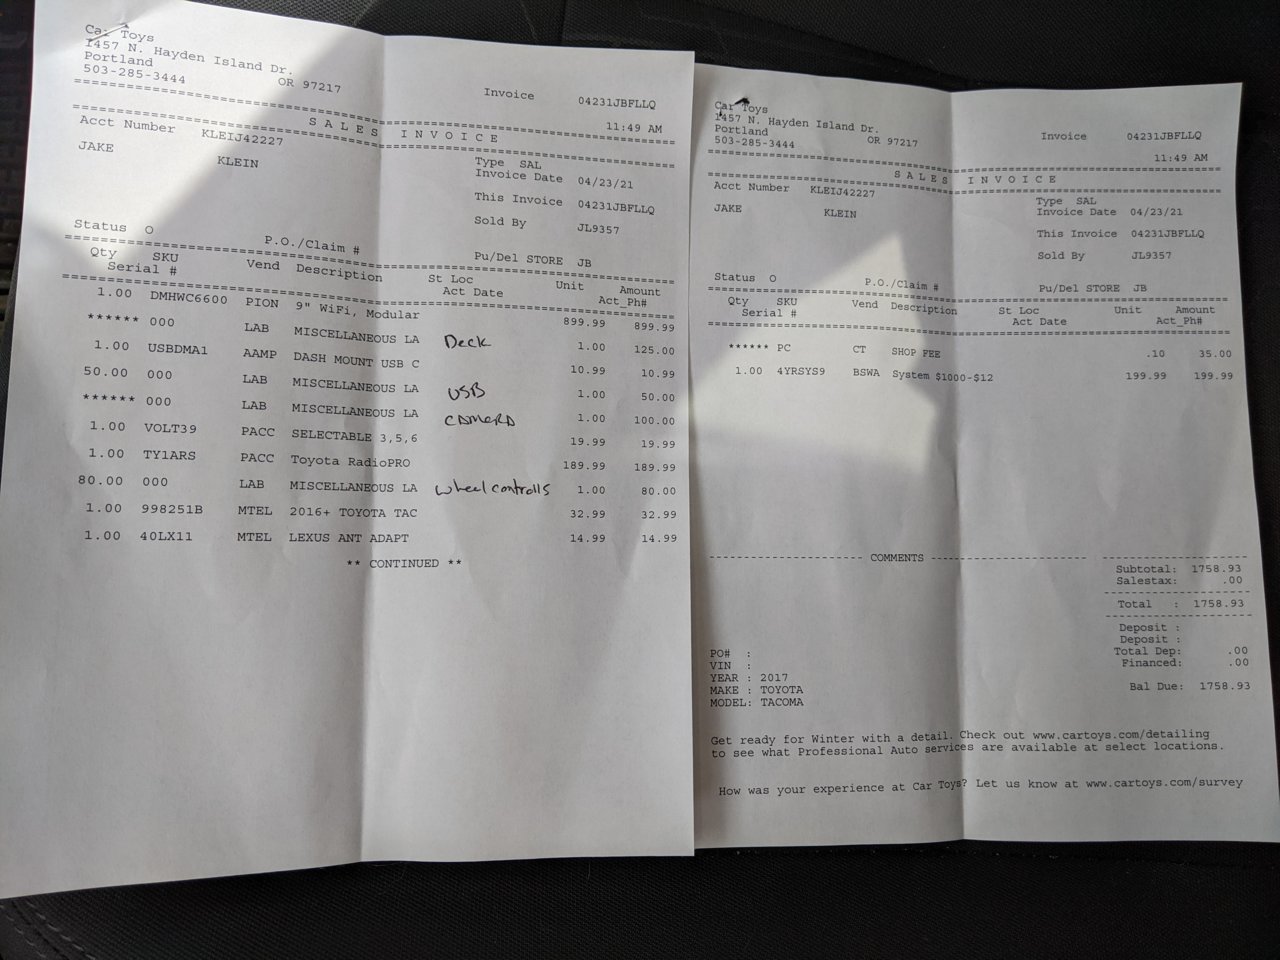 Car Toys
1457 N. Hayden Island Dr.
Portland OR 97217
503-285-3444
Invoice 04231JBFLLQ
11:49 AM
SALES INVOICE
Acct Number KLEIJ42227
JAKE KLEIN
Type SAL
Invoice Date 04/23/21
This Invoice 04231JBFLLQ
Sold By JL9357
Status O P.O./Claim # Pu/Del STORE JB
Qty SKU Vend Description St Loc Unit Amount
Serial # Act Date Act_Ph#
1.00 DMHWC6600 PION 9" WiFi, Modular 899.99 899.99
****** 000 LAB MISCELLANEOUS LA Deck 1.00 125.00
1.00 USBDMA1 AAMP DASH MOUNT USB C 10.99 10.99
50.00 000 LAB MISCELLANEOUS LA USB 1.00 50.00
****** 000 LAB MISCELLANEOUS LA CAMERA 1.00 100.00
1.00 VOLT39 PACC SELECTABLE 3,5,6 19.99 19.99
1.00 TY1ARS PACC Toyota RadioPRO 189.99 189.99
80.00 000 LAB MISCELLANEOUS LA wheel controlls 1.00 80.00
1.00 998251B MTEL 2016+ TOYOTA TAC 32.99 32.99
1.00 40LX11 MTEL LEXUS ANT ADAPT 14.99 14.99
** CONTINUED **
Car Toys
1457 N. Hayden Island Dr.
Portland OR 97217
503-285-3444
Invoice 04231JBFLLQ
11:49 AM
SALES INVOICE
Acct Number KLEIJ42227
JAKE KLEIN
Type SAL
Invoice Date 04/23/21
This Invoice 04231JBFLLQ
Sold By JL9357
Status O P.O./Claim # Pu/Del STORE JB
Qty SKU Vend Description St Loc Unit Amount
Serial # Act Date Act_Ph#
****** PC CT SHOP FEE .10 35.00
1.00 4YRSYS9 BSWA System $1000-$12 199.99 199.99
COMMENTS
Subtotal: 1758.93
Salestax: .00
Total : 1758.93
Deposit :
Deposit :
Total Dep: .00
Financed: .00
Bal Due: 1758.93
PO# :
VIN :
YEAR : 2017
MAKE : TOYOTA
MODEL: TACOMA
Get ready for Winter with a detail. Check out www.cartoys.com/detailing
to see what Professional Auto services are available at select locations.
How was your experience at Car Toys? Let us know at www.cartoys.com/survey